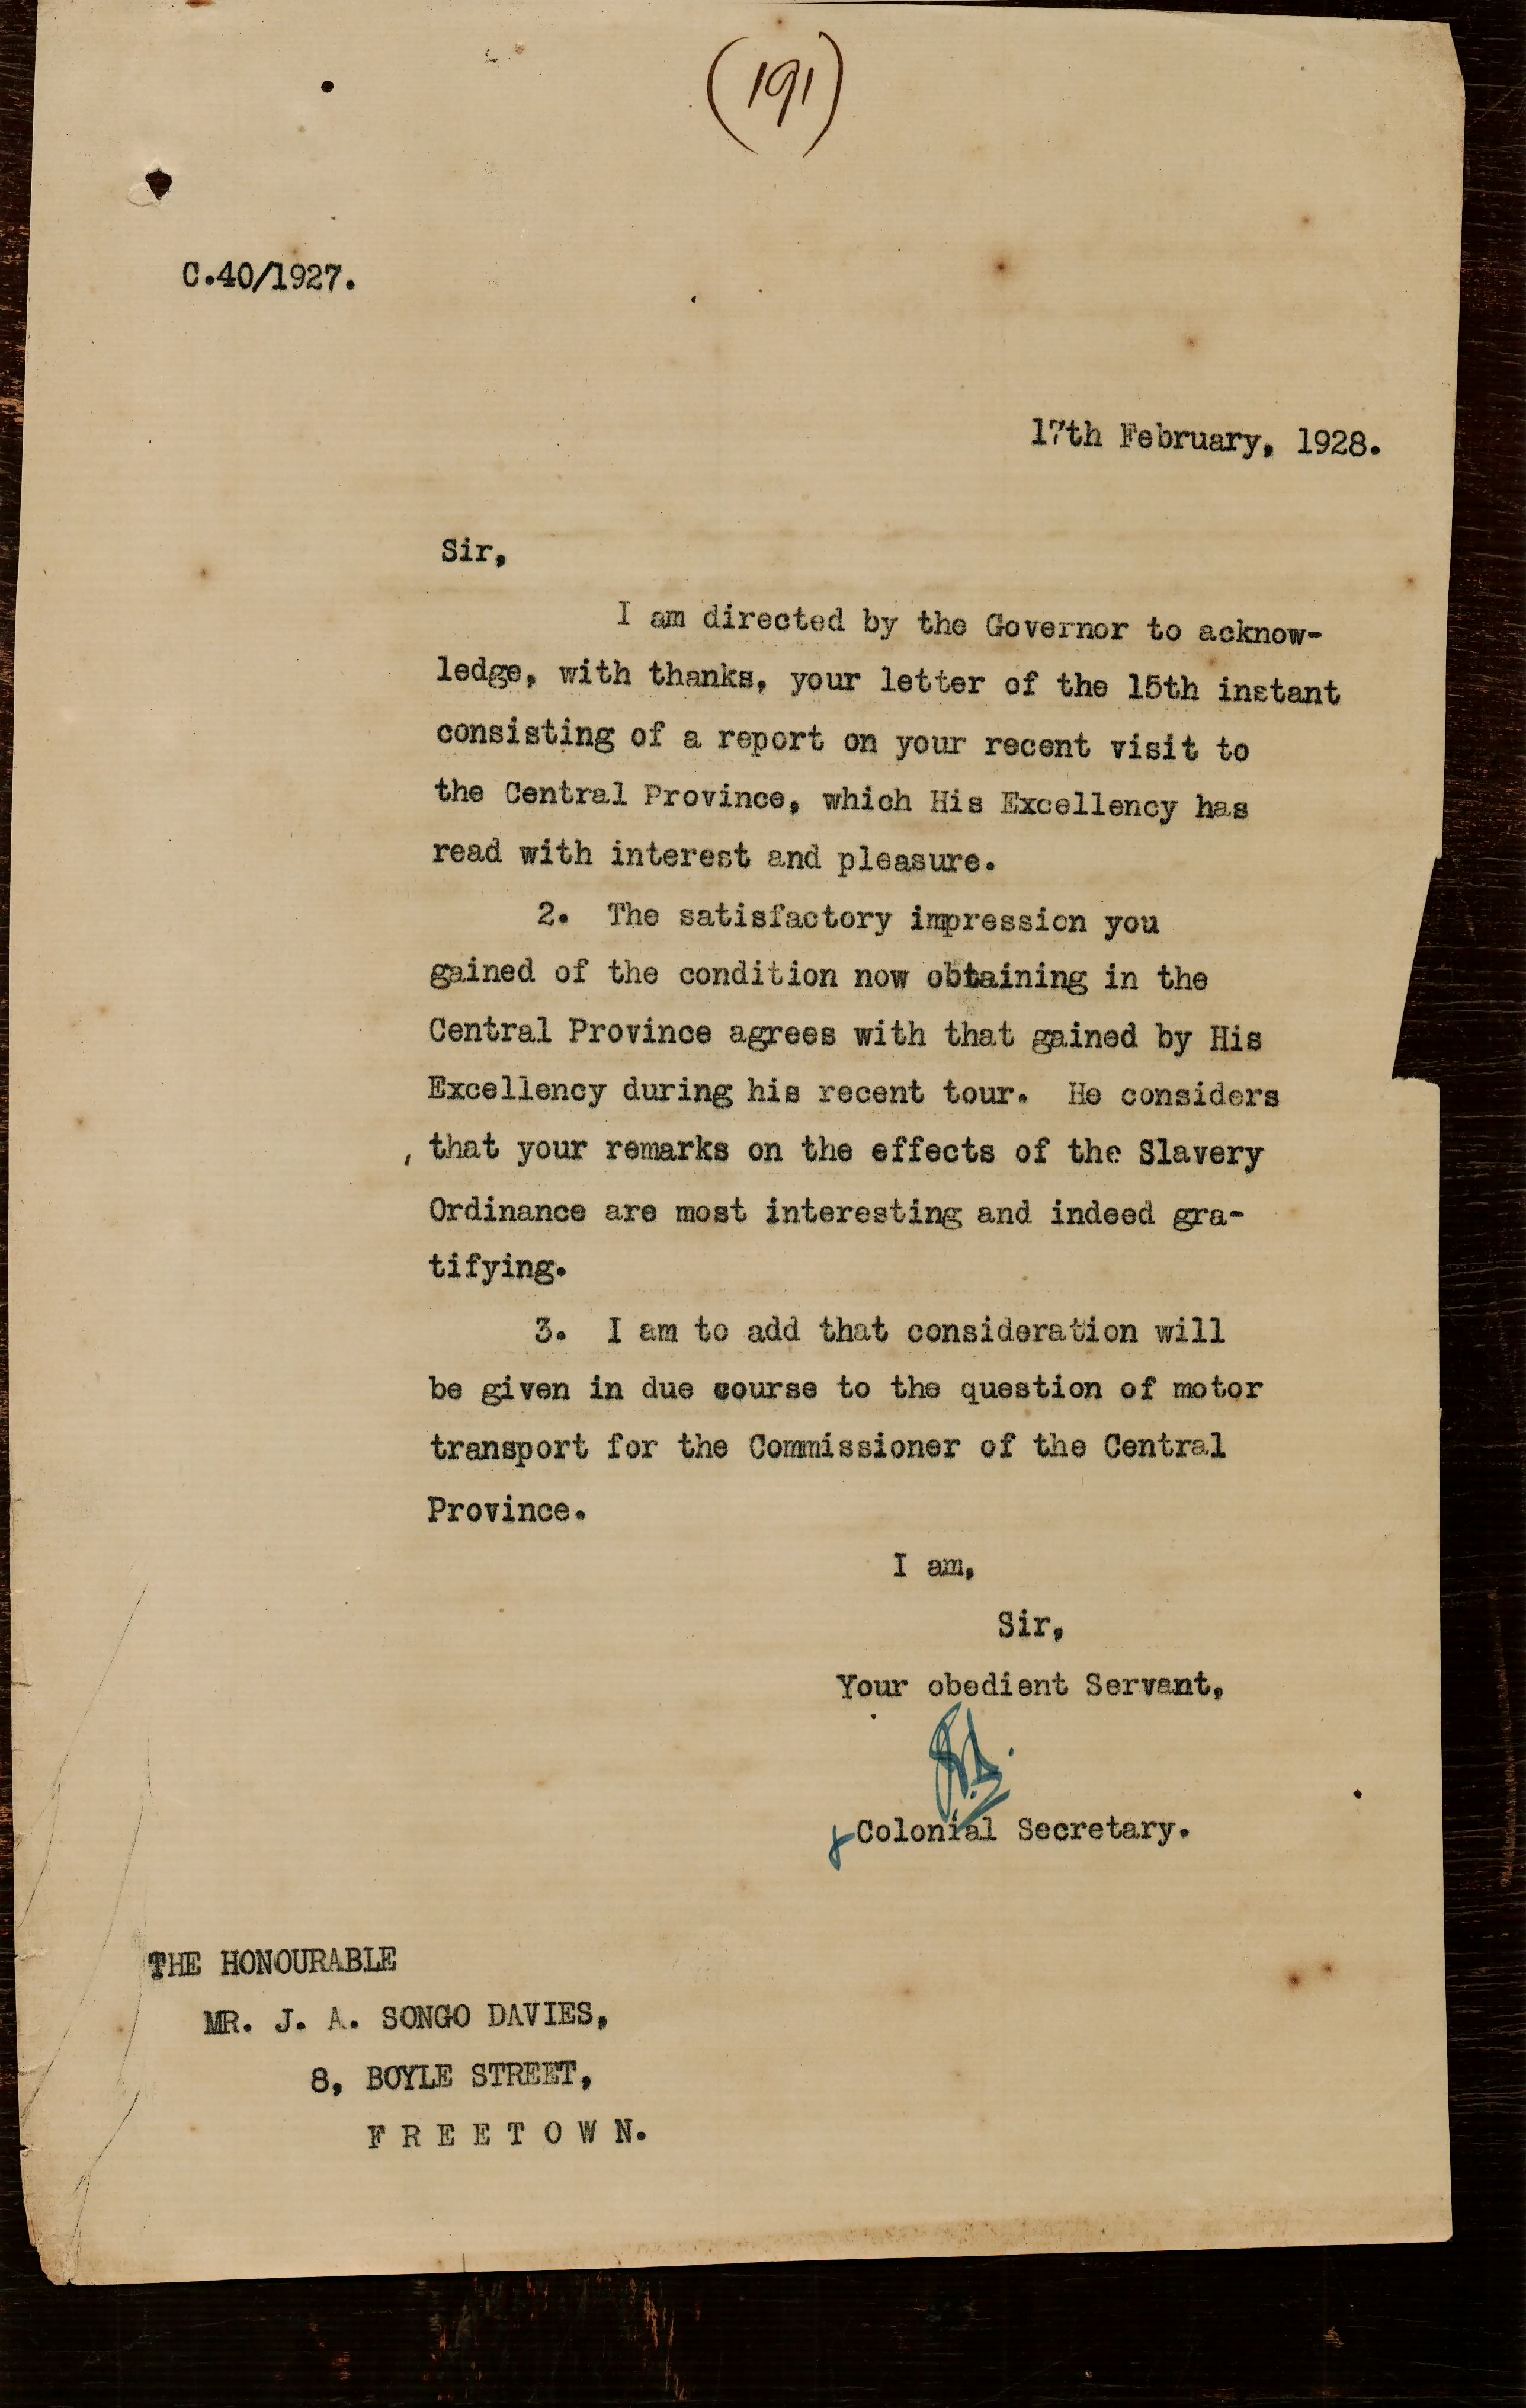 (191)
C.40/1927.
17th February, 1928.
Sir,
I am directed by the Governor to acknow-
ledge, with thanks, your letter of the 15th instant
consisting of a report on your recent visit to
the Central Province, which His Excellency has
read with interest and pleasure.
2. The satisfactory impression you
gained of the condition now obtaining in the
Central Province agrees with that gained by His
Excellency during his recent tour. He considers
that your remarks on the effects of the Slavery
Ordinance are most interesting and indeed gra-
tifying.
3. I am to add that consideration will
be given in due course to the question of motor
transport for the Commissioner of the Central
Province.
I am,
Sir,
Your obedient Servant,
Colonial Secretary.
THE HONOURABLE
MR. J. A. SONGO DAVIES,
8, BOYLE STREET,
F R E E T O W N.